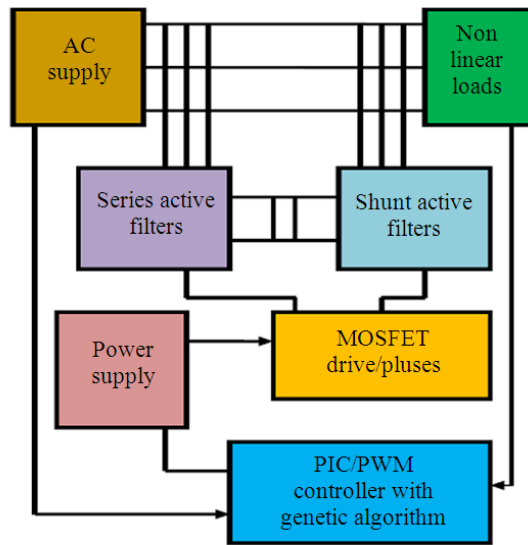 AC
supply
Non
linear
loads
Series active
filters
Shunt active
filters
Power
supply
MOSFET
drive/pluses
PIC/PWM
controller with
genetic algorithm